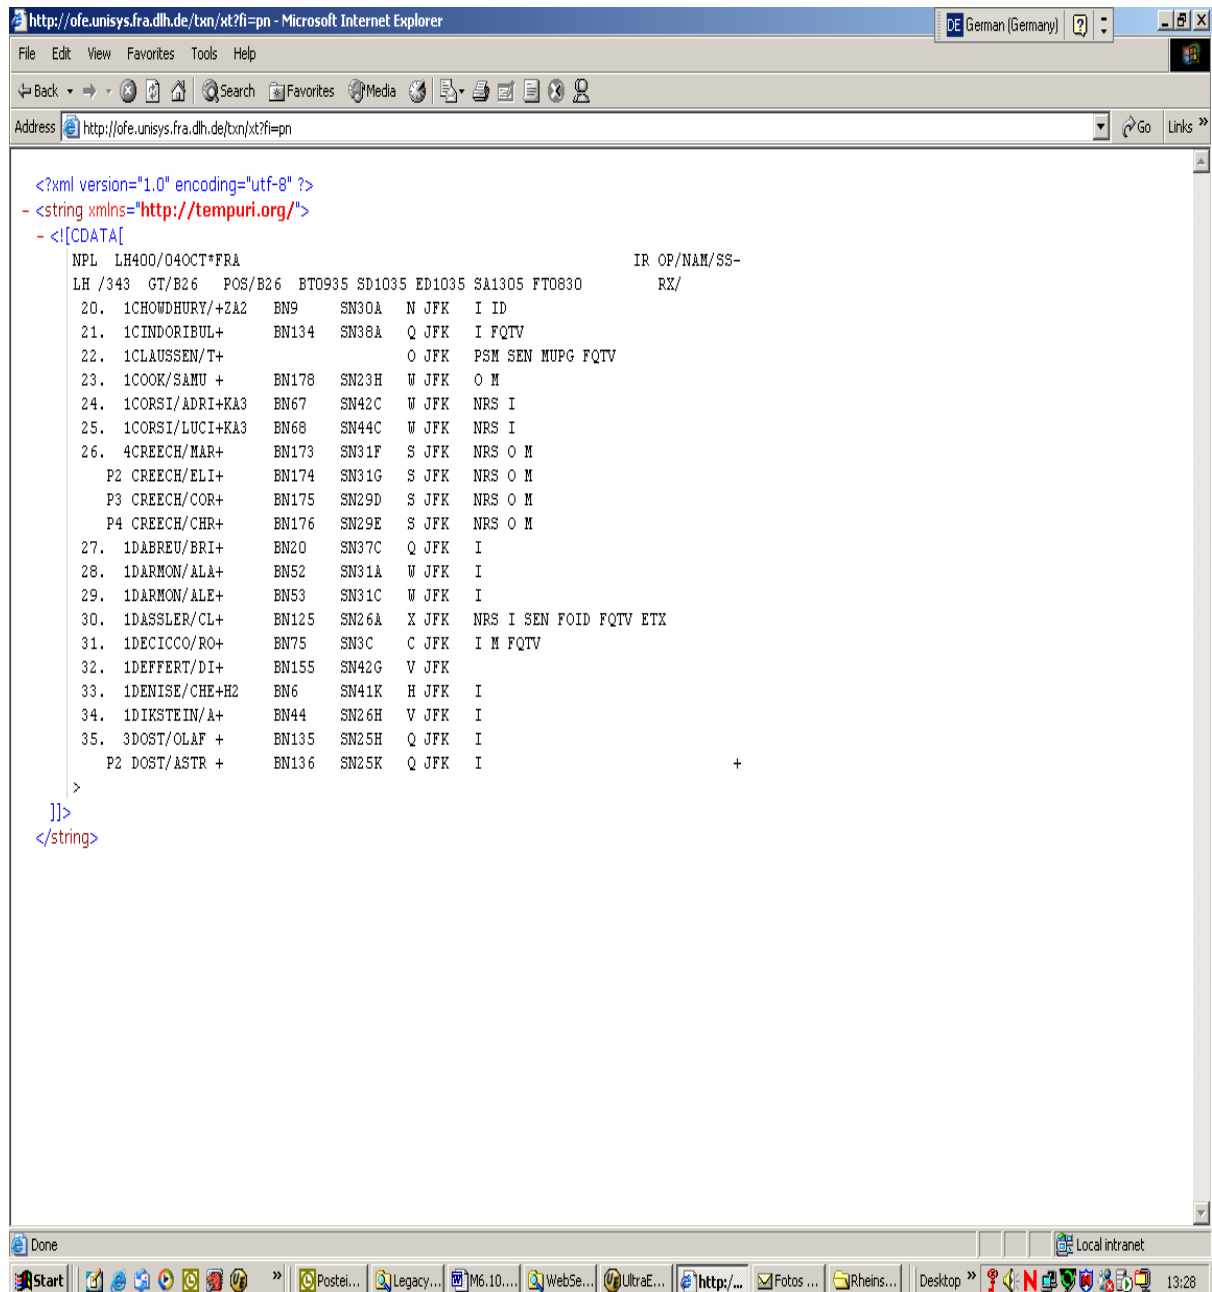 http://ofe.unisys.fra.dlh.de/txn/xt?fi=pn - Microsoft Internet Explorer
DE German (Germany)
File Edit View Favorites Tools Help
Back Search Favorites Media
Address http://ofe.unisys.fra.dlh.de/txn/xt?fi=pn Go Links »
<?xml version="1.0" encoding="utf-8" ?>
- <string xmlns="http://tempuri.org/">
- <![CDATA[
NPL LH400/04OCT*FRA IR OP/NAM/SS-
LH /343 GT/B26 POS/B26 BT0935 SD1035 ED1035 SA1305 FT0830 RX/
20. 1CHOWDHURY/+ZA2 BN9 SN30A N JFK I ID
21. 1CINDORIBUL+ BN134 SN38A Q JFK I FQTV
22. 1CLAUSSEN/T+ O JFK PSM SEN MUPG FQTV
23. 1COOK/SAMU + BN178 SN23H W JFK O M
24. 1CORSI/ADRI+KA3 BN67 SN42C W JFK NRS I
25. 1CORSI/LUCI+KA3 BN68 SN44C W JFK NRS I
26. 4CREECH/MAR+ BN173 SN31F S JFK NRS O M
P2 CREECH/ELI+ BN174 SN31G S JFK NRS O M
P3 CREECH/COR+ BN175 SN29D S JFK NRS O M
P4 CREECH/CHR+ BN176 SN29E S JFK NRS O M
27. 1DABREU/BRI+ BN20 SN37C Q JFK I
28. 1DARMON/ALA+ BN52 SN31A W JFK I
29. 1DARMON/ALE+ BN53 SN31C W JFK I
30. 1DASSLER/CL+ BN125 SN26A X JFK NRS I SEN FOID FQTV ETX
31. 1DECICCO/RO+ BN75 SN3C C JFK I M FQTV
32. 1DEFFERT/DI+ BN155 SN42G V JFK
33. 1DENISE/CHE+H2 BN6 SN41K H JFK I
34. 1DIKSTEIN/A+ BN44 SN26H V JFK I
35. 3DOST/OLAF + BN135 SN25H Q JFK I
P2 DOST/ASTR + BN136 SN25K Q JFK I +
>
]]>
</string>
Done Local intranet
Start » Postei... Legacy... M6.10.... WebSe... UltraE... http:/... Fotos ... Rheins... Desktop » 13:28